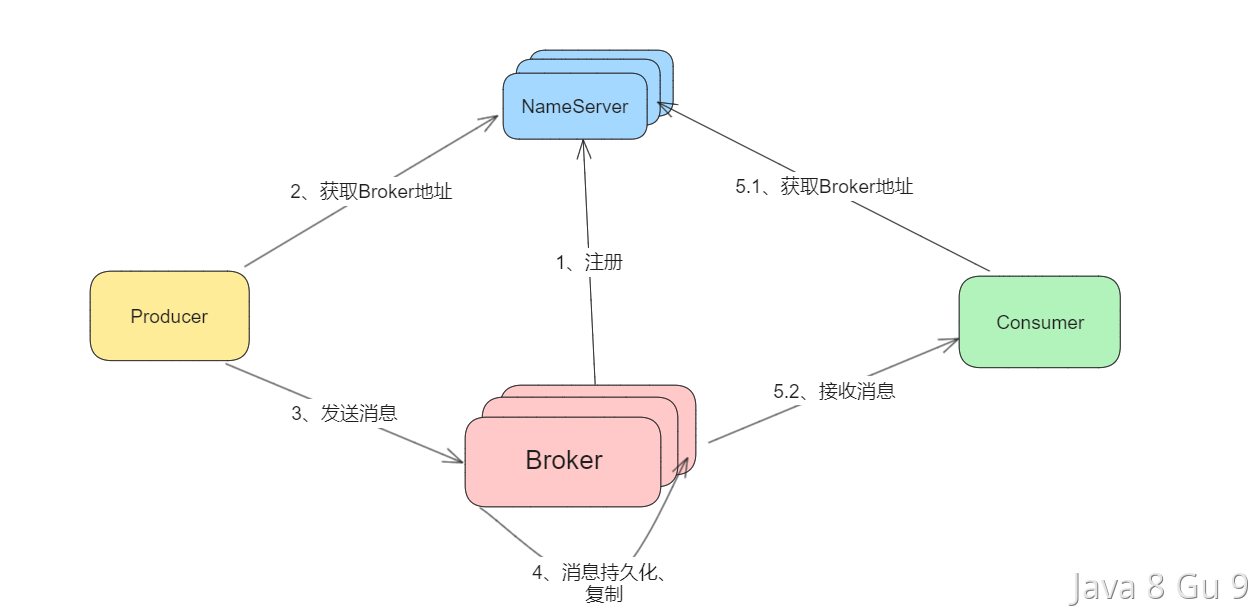 NameServer
2、获取Broker地址
5.1、获取Broker地址
1、注册
Producer
Consumer
5.2、接收消息
3、发送消息
Broker
4、消息持久化、
复制
Java 8 Gu 9